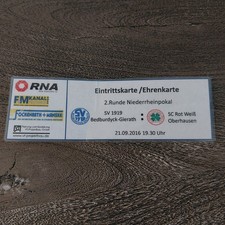 RNA
Eintrittskarte /Ehrenkarte
FM KANAL
2.Runde Niederrheinpokal
SV 1919
Bedburdyck-Gierath
:
SC Rot Weiß
Oberhausen
21.09.2016 19.30 Uhr